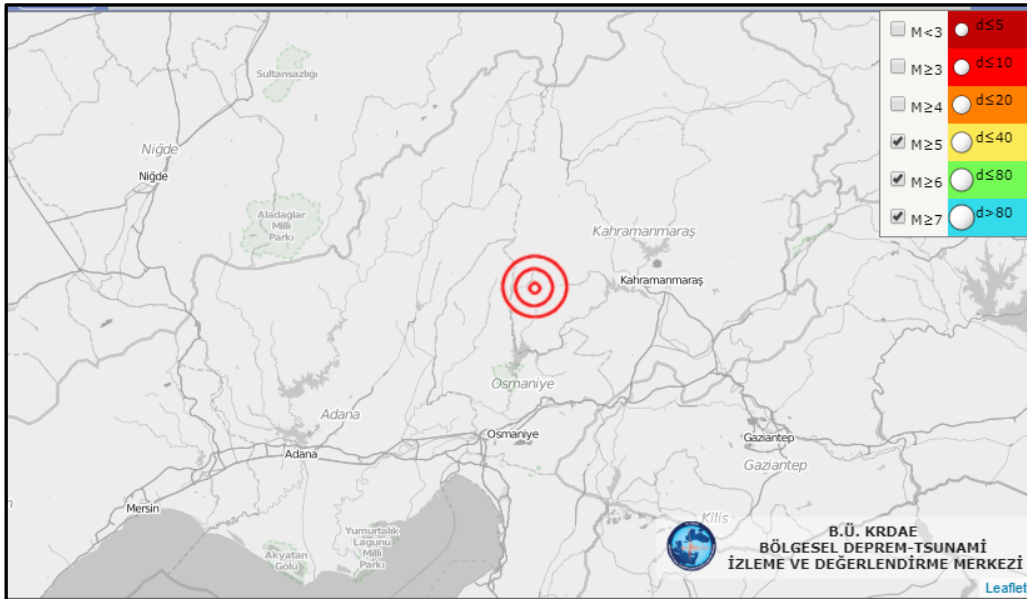 Sultansazlığı
Niğde
Niğde
Aladağlar
Milli
Parkı
Kahramanmaraş
Kahramanmaraş
Osmaniye
Osmaniye
Adana
Adana
Gaziantep
Gaziantep
Mersin
Yumurtalık
Lagunu
Milli
Parkı
Akyatan
Gölü
Kilis
M<3
d≤5
M≥3
d≤10
M≥4
d≤20
M≥5
d≤40
M≥6
d≤80
M≥7
d>80
B.Ü. KRDAE
BÖLGESEL DEPREM-TSUNAMİ
İZLEME VE DEĞERLENDİRME MERKEZİ
Leaflet